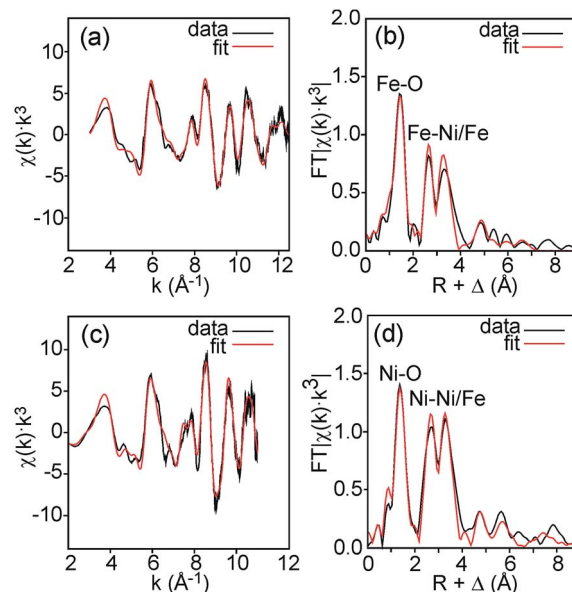 (a)
data
fit
χ(k)·k³
10
5
0
-5
-10
2
4
6
8
10
12
k (Å⁻¹)
(b)
data
fit
Fe-O
Fe-Ni/Fe
FT|χ(k)·k³|
2.0
1.5
1.0
0.5
0.0
0
2
4
6
8
R + Δ (Å)
(c)
data
fit
χ(k)·k³
10
5
0
-5
-10
2
4
6
8
10
12
k (Å⁻¹)
(d)
data
fit
Ni-O
Ni-Ni/Fe
FT|χ(k)·k³|
2.0
1.5
1.0
0.5
0.0
0
2
4
6
8
R + Δ (Å)